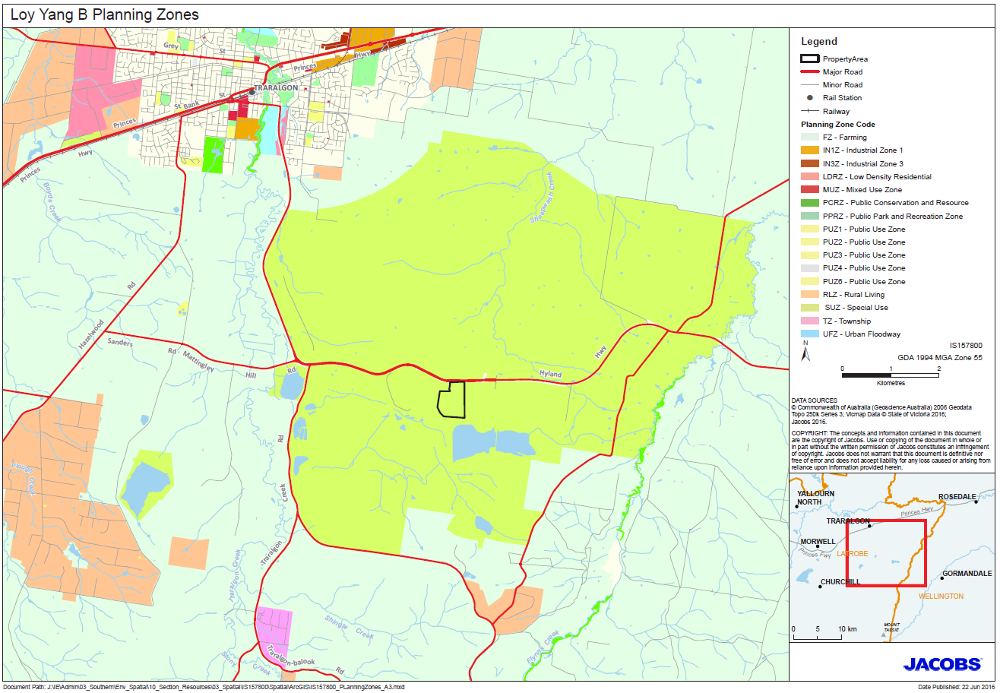 Loy Yang B Planning Zones
Grey
St
Princes
Hwy
TRARALGON
St Bank
St
Princes
Hwy
Princes
Boyds
Creek
Sheepwash Creek
Rd
Hazelwood
Sanders
Rd
Mattingley
Hill
Rd
Hyland
Hwy
Rd
Creek
Traralgon
Plough
Creek
Traralgon Creek
Shingle
Creek
Traralgon-balook
Rd
Stony
Creek
Flynns Creek
Legend
PropertyArea
Major Road
Minor Road
Rail Station
Railway
Planning Zone Code
FZ - Farming
IN1Z - Industrial Zone 1
IN3Z - Industrial Zone 3
LDRZ - Low Density Residential
MUZ - Mixed Use Zone
PCRZ - Public Conservation and Resource
PPRZ - Public Park and Recreation Zone
PUZ1 - Public Use Zone
PUZ2 - Public Use Zone
PUZ3 - Public Use Zone
PUZ4 - Public Use Zone
PUZ6 - Public Use Zone
RLZ - Rural Living
SUZ - Special Use
TZ - Township
UFZ - Urban Floodway
IS157800
N
GDA 1994 MGA Zone 55
0 1 2
Kilometres
DATA SOURCES
© Commonwealth of Australia (Geoscience Australia) 2006 Geodata
Topo 250k Series 3; Vicmap Data © State of Victoria 2016;
Jacobs 2016.
COPYRIGHT: The concepts and information contained in this document
are the copyright of Jacobs. Use or copying of the document in whole or
in part without the written permission of Jacobs constitutes an infringement
of copyright. Jacobs does not warrant that this document is definitive nor
free of error and does not accept liability for any loss caused or arising from
reliance upon information provided herein.
YALLOURN
NORTH
ROSEDALE
Princes Hwy
TRARALGON
MORWELL
Princes Fwy
LATROBE
GORMANDALE
CHURCHILL
WELLINGTON
MOUNT
TASSIE
0 5 10 km
JACOBS
Document Path: J:\IE\Admin\03_Southern\Env_Spatial\10_Section_Resources\03_Spatial\IS157800\Spatial\ArcGIS\IS157800_PLanningZones_A3.mxd
Date Published: 22 Jun 2016